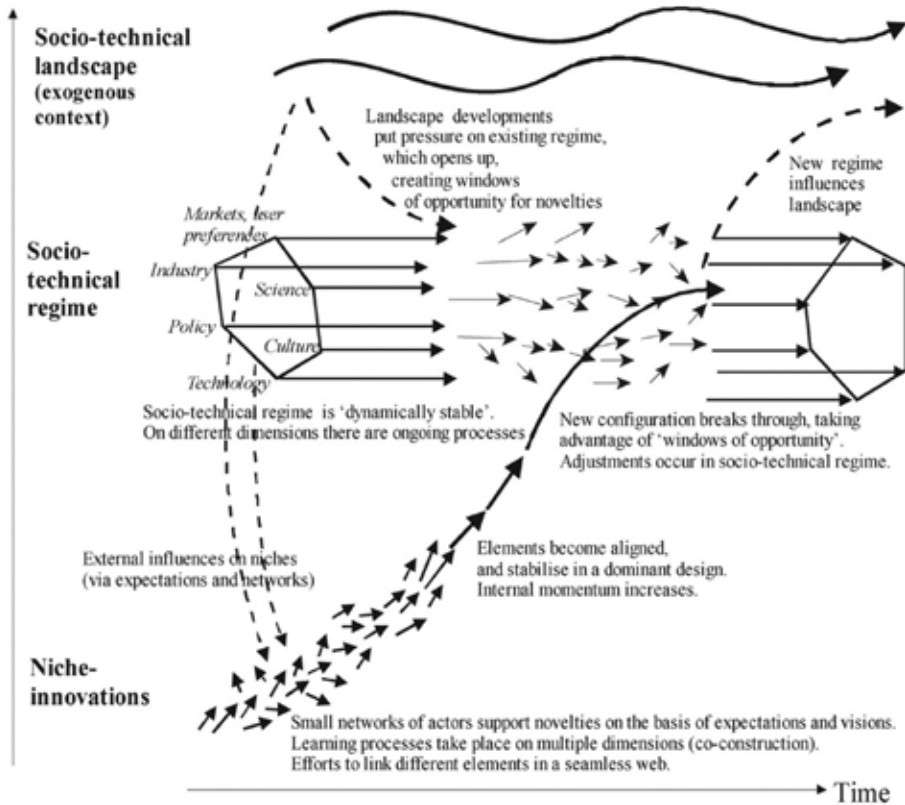 Socio-technical
landscape
(exogenous
context)
Landscape developments
put pressure on existing regime,
which opens up,
creating windows
of opportunity for novelties
New regime
influences
landscape
Socio-
technical
regime
Markets, user
preferences
Industry
Science
Policy
Culture
Technology
Socio-technical regime is ‘dynamically stable’.
On different dimensions there are ongoing processes
New configuration breaks through, taking
advantage of ‘windows of opportunity’.
Adjustments occur in socio-technical regime.
External influences on niches
(via expectations and networks)
Elements become aligned,
and stabilise in a dominant design.
Internal momentum increases.
Niche-
innovations
Small networks of actors support novelties on the basis of expectations and visions.
Learning processes take place on multiple dimensions (co-construction).
Efforts to link different elements in a seamless web.
Time